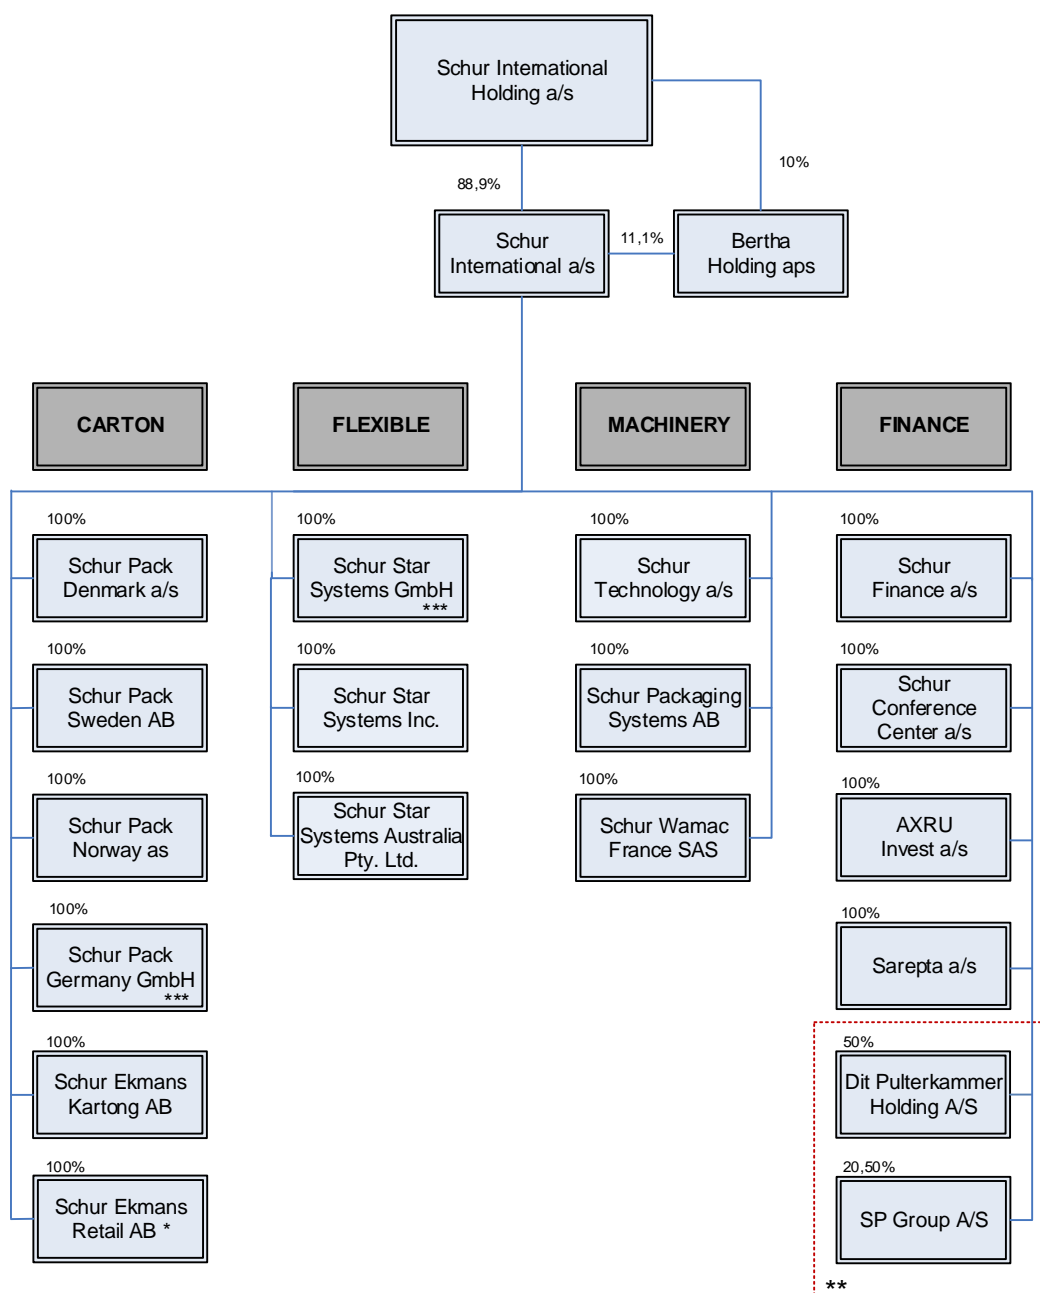 Schur International
Holding a/s
10%
88,9%
Schur
International a/s
11,1%
Bertha
Holding aps
CARTON
FLEXIBLE
MACHINERY
FINANCE
100%
Schur Pack
Denmark a/s
100%
Schur Star
Systems GmbH
***
100%
Schur
Technology a/s
100%
Schur
Finance a/s
100%
Schur Pack
Sweden AB
100%
Schur Star
Systems Inc.
100%
Schur Packaging
Systems AB
100%
Schur
Conference
Center a/s
100%
Schur Pack
Norway as
100%
Schur Star
Systems Australia
Pty. Ltd.
100%
Schur Wamac
France SAS
100%
AXRU
Invest a/s
100%
Schur Pack
Germany GmbH
***
100%
Sarepta a/s
100%
Schur Ekmans
Kartong AB
50%
Dit Pulterkammer
Holding A/S
100%
Schur Ekmans
Retail AB *
20,50%
SP Group A/S
**